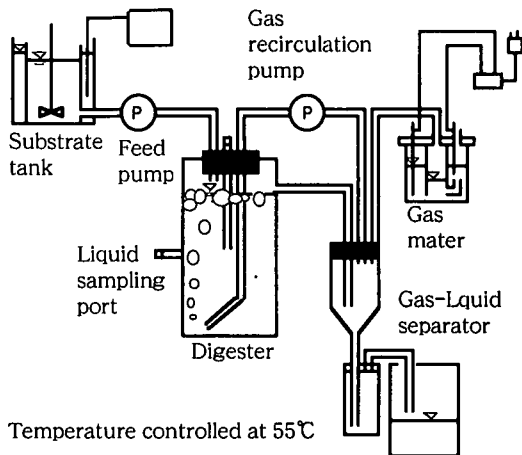 Gas
recirculation
pump
P
P
Substrate
tank
Feed
pump
Gas
mater
Liquid
sampling
port
Gas-Lquid
separator
Digester
Temperature controlled at 55℃